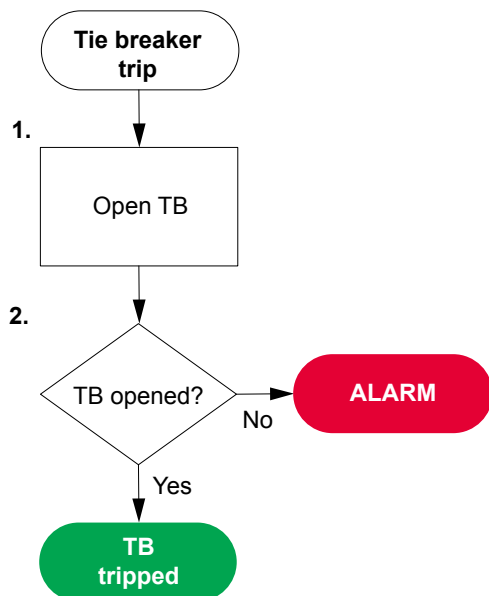 Tie breaker
trip
1.
Open TB
2.
TB opened?
ALARM
No
Yes
TB
tripped